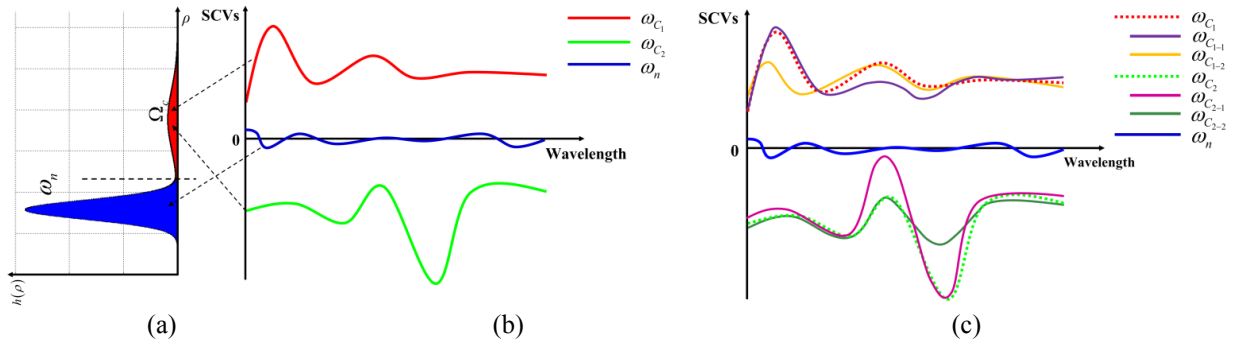 ρ
Ω_c
ω_n
h(ρ)
(a)
SCVs
0
Wavelength
ω_{C_1}
ω_{C_2}
ω_n
(b)
SCVs
0
Wavelength
ω_{C_1}
ω_{C_{1-1}}
ω_{C_{1-2}}
ω_{C_2}
ω_{C_{2-1}}
ω_{C_{2-2}}
ω_n
(c)